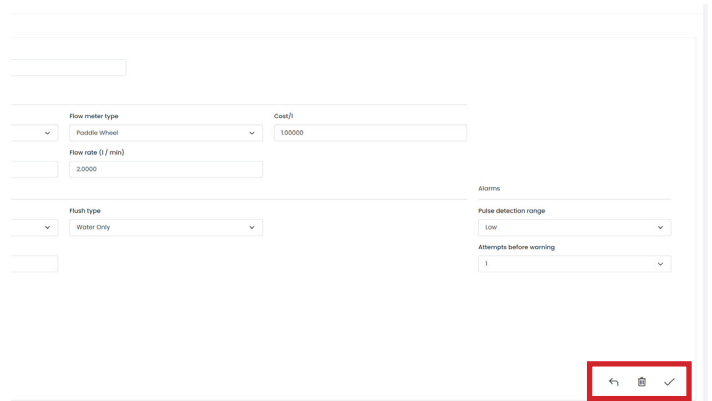 Flow meter type
Cost/l
Paddle Wheel
1.00000
Flow rate (l / min)
2.0000
Alarms
Flush type
Pulse detection range
Water Only
Low
Attempts before warning
1